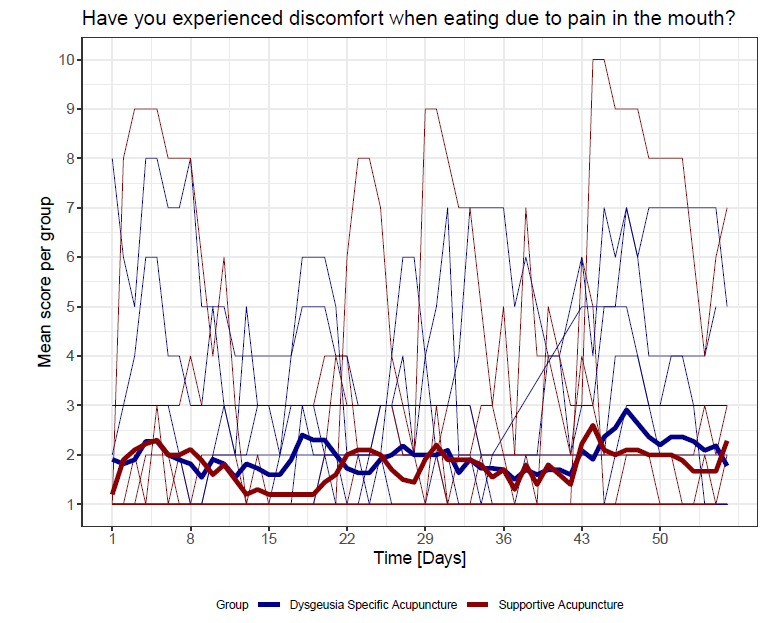 Have you experienced discomfort when eating due to pain in the mouth?
10
9
8
7
6
5
4
3
2
1
Mean score per group
1 8 15 22 29 36 43 50
Time [Days]
Group Dysgeusia Specific Acupuncture Supportive Acupuncture